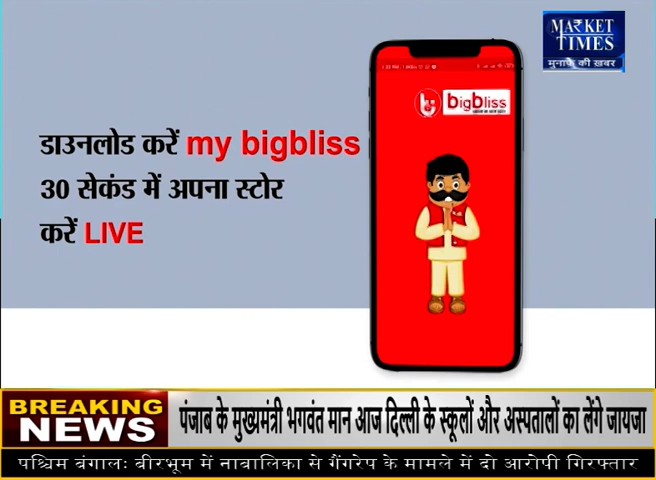 MARKET
TIMES
मुनाफे की ख़बर
bigbliss
डाउनलोड करें my bigbliss
30 सेकंड में अपना स्टोर
करें LIVE
BREAKING
NEWS
पंजाब के मुख्यमंत्री भगवंत मान आज दिल्ली के स्कूलों और अस्पतालों का लेंगे जायजा
पश्चिम बंगाल: बीरभूम में नाबालिका से गैंगरेप के मामले में दो आरोपी गिरफ्तार